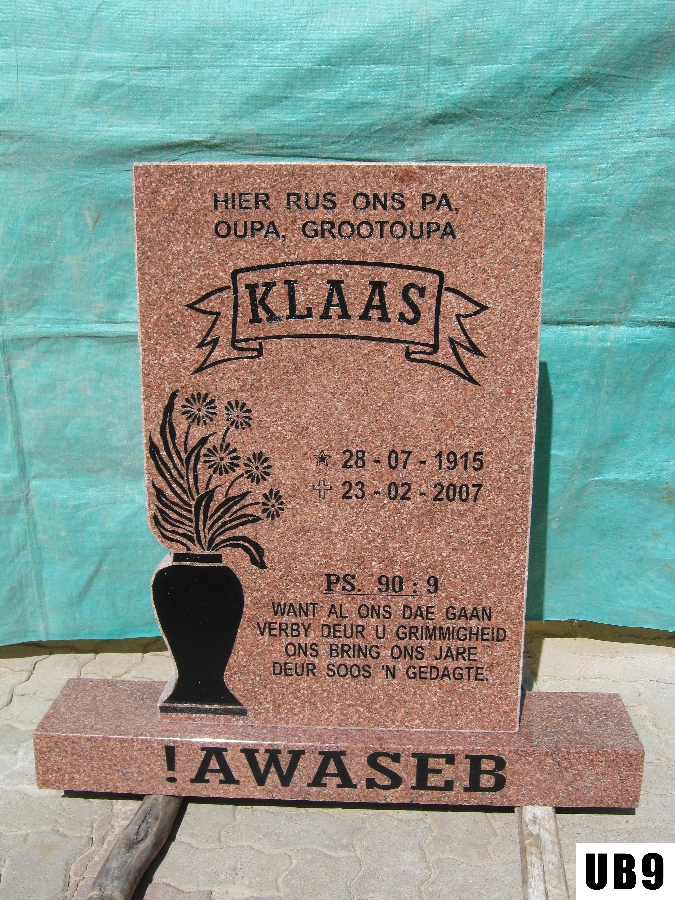 HIER RUS ONS PA,
OUPA, GROOTOUPA
KLAAS
28 - 07 - 1915
23 - 02 - 2007
PS. 90 : 9
WANT AL ONS DAE GAAN
VERBY DEUR U GRIMMIGHEID
ONS BRING ONS JARE
DEUR SOOS 'N GEDAGTE.
!AWASEB
UB9